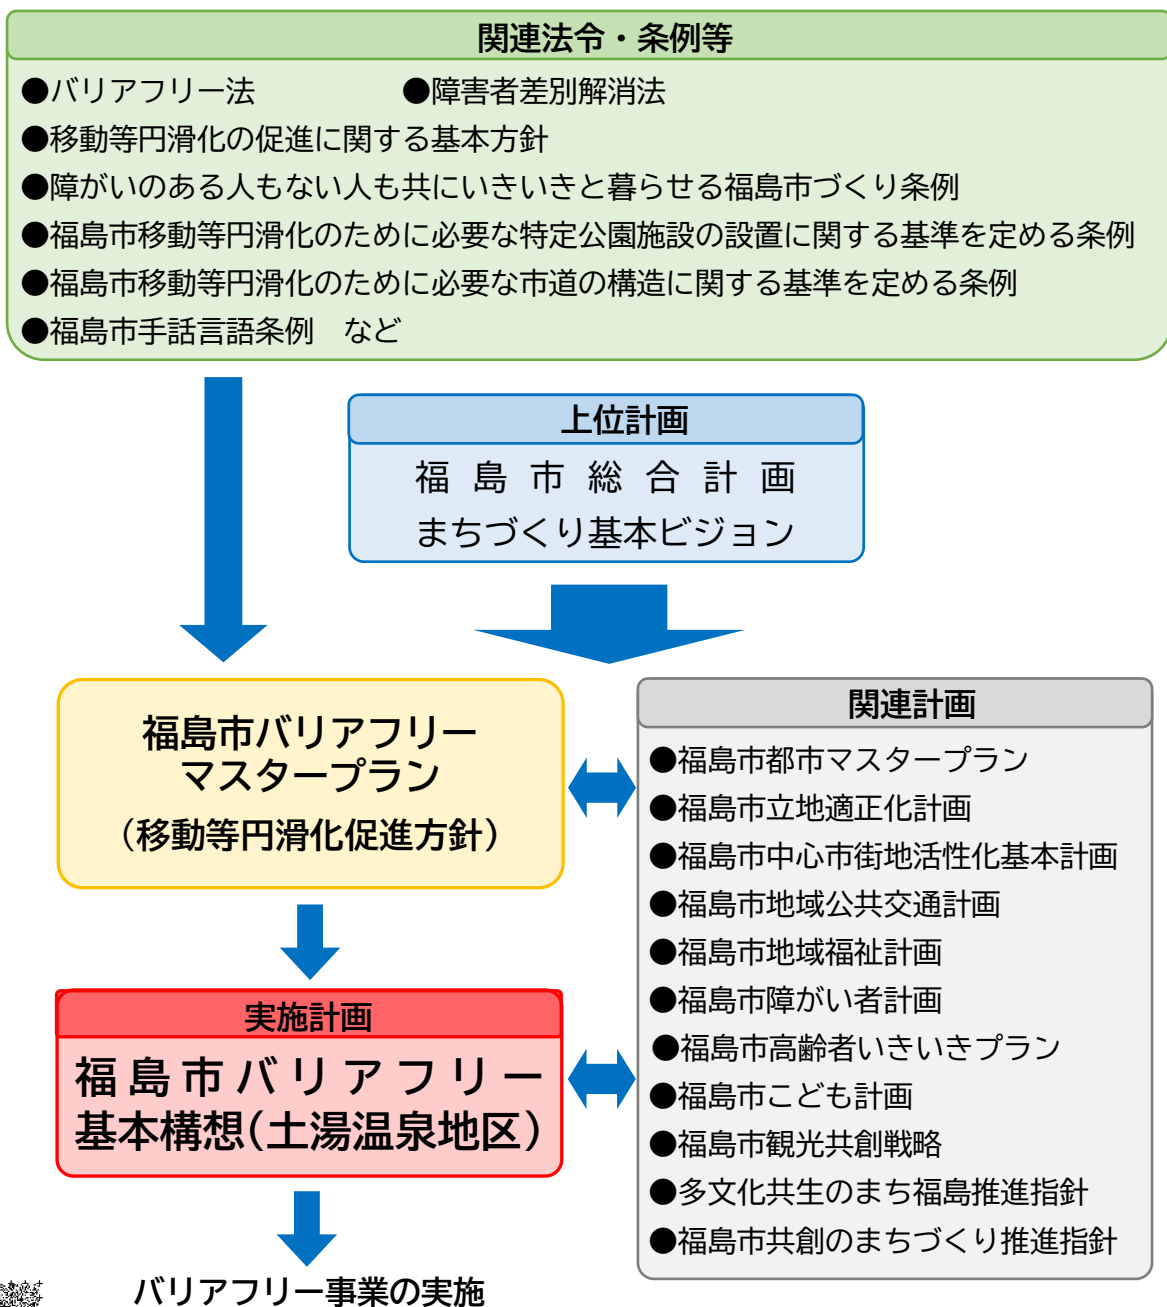 関連法令・条例等
●バリアフリー法　●障害者差別解消法
●移動等円滑化の促進に関する基本方針
●障がいのある人もない人も共にいきいきと暮らせる福島市づくり条例
●福島市移動等円滑化のために必要な特定公園施設の設置に関する基準を定める条例
●福島市移動等円滑化のために必要な市道の構造に関する基準を定める条例
●福島市手話言語条例　など
上位計画
福島市総合計画
まちづくり基本ビジョン
福島市バリアフリー
マスタープラン
（移動等円滑化促進方針）
関連計画
●福島市都市マスタープラン
●福島市立地適正化計画
●福島市中心市街地活性化基本計画
●福島市地域公共交通計画
●福島市地域福祉計画
●福島市障がい者計画
●福島市高齢者いきいきプラン
●福島市こども計画
●福島市観光共創戦略
●多文化共生のまち福島推進指針
●福島市共創のまちづくり推進指針
実施計画
福島市バリアフリー
基本構想(土湯温泉地区)
バリアフリー事業の実施